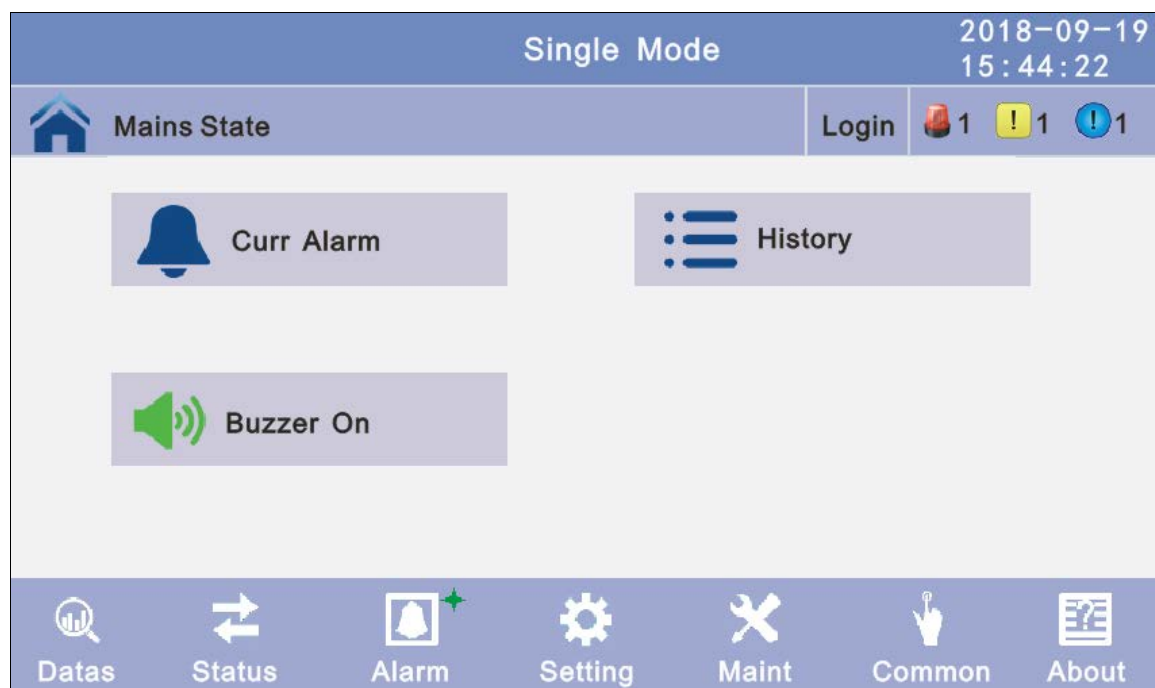 Single Mode
2018-09-19
15:44:22
Mains State
Login
1
! 1
! 1
Curr Alarm
History
Buzzer On
?
Datas
Status
Alarm
Setting
Maint
Common
About